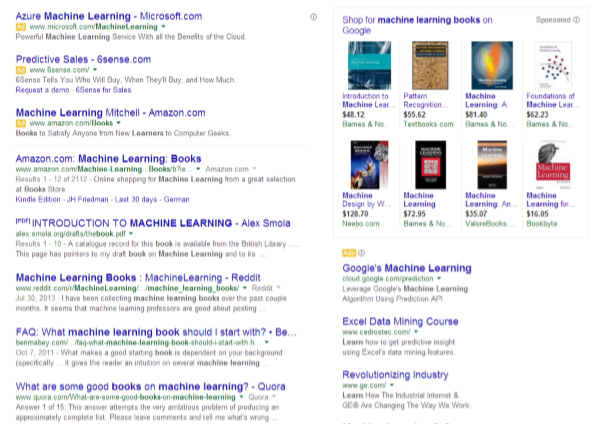 Azure Machine Learning - Microsoft.com
Ad www.microsoft.com/MachineLearning
Powerful Machine Learning Service With all the Benefits of the Cloud.
Predictive Sales - 6sense.com
Ad www.6sense.com/
6Sense Tells You Who Will Buy, When They'll Buy, and How Much.
Request a demo - 6Sense for Sales
Machine Learning Mitchell - Amazon.com
Ad www.amazon.com/Books
Books to Satisfy Anyone from New Learners to Computer Geeks.
Amazon.com: Machine Learning: Books
www.amazon.com/Machine-Learning...Books/b?ie... Amazon.com
Results 1 - 12 of 2112 - Online shopping for Machine Learning from a great selection
at Books Store.
Kindle Edition - JH Friedman - Last 30 days - German
[PDF] INTRODUCTION TO MACHINE LEARNING - Alex Smola
alex.smola.org/drafts/thebook.pdf
Results 1 - 10 - A catalogue record for this book is available from the British Library ....
This page has pointers to my draft book on Machine Learning and to its ...
Machine Learning Books : MachineLearning - Reddit
www.reddit.com/r/MachineLearning/.../machine_learning_books/ Reddit
Jul 30, 2013 - I have been collecting machine learning books over the past couple
months. It seems that machine learning professors are good about posting ...
FAQ: What machine learning book should I start with? • Be...
benmabey.com/.../faq-what-machine-learning-book-should-i-start-with.h...
Oct 7, 2011 - What makes a good starting book is dependent on your background
(specifically ... It gives the reader an intuition on several machine learning ...
What are some good books on machine learning? - Quora
www.quora.com/What-are-some-good-books-on-machine-learning Quora
Answer 1 of 15. This answer attempts the very ambitious problem of producing an
approximately complete list. Please leave comments and tell me what's wrong ...
Shop for machine learning books on
Google
Sponsored
Introduction to
Machine Lear...
$48.12
Barnes & No...
Pattern
Recognition...
$55.62
Textbooks.com
Machine
Learning: A
$81.40
Barnes & No...
Foundations of
Machine Lear...
$62.23
Barnes & No...
Machine
Design by W...
$128.70
Neebo.com
Machine
Learning
$72.95
Barnes & No...
Machine
Learning: An...
$35.07
ValoreBooks...
Machine
Learning for...
$16.05
Bookbyte
Ads
Google's Machine Learning
cloud.google.com/prediction
Leverage Google's Machine Learning
Algorithm Using Prediction API
Excel Data Mining Course
www.cedrostec.com/
Learn how to get predictive insight
using Excel's data mining features.
Revolutionizing Industry
www.ge.com/
Learn How The Industrial Internet &
GE® Are Changing The Way We Work.